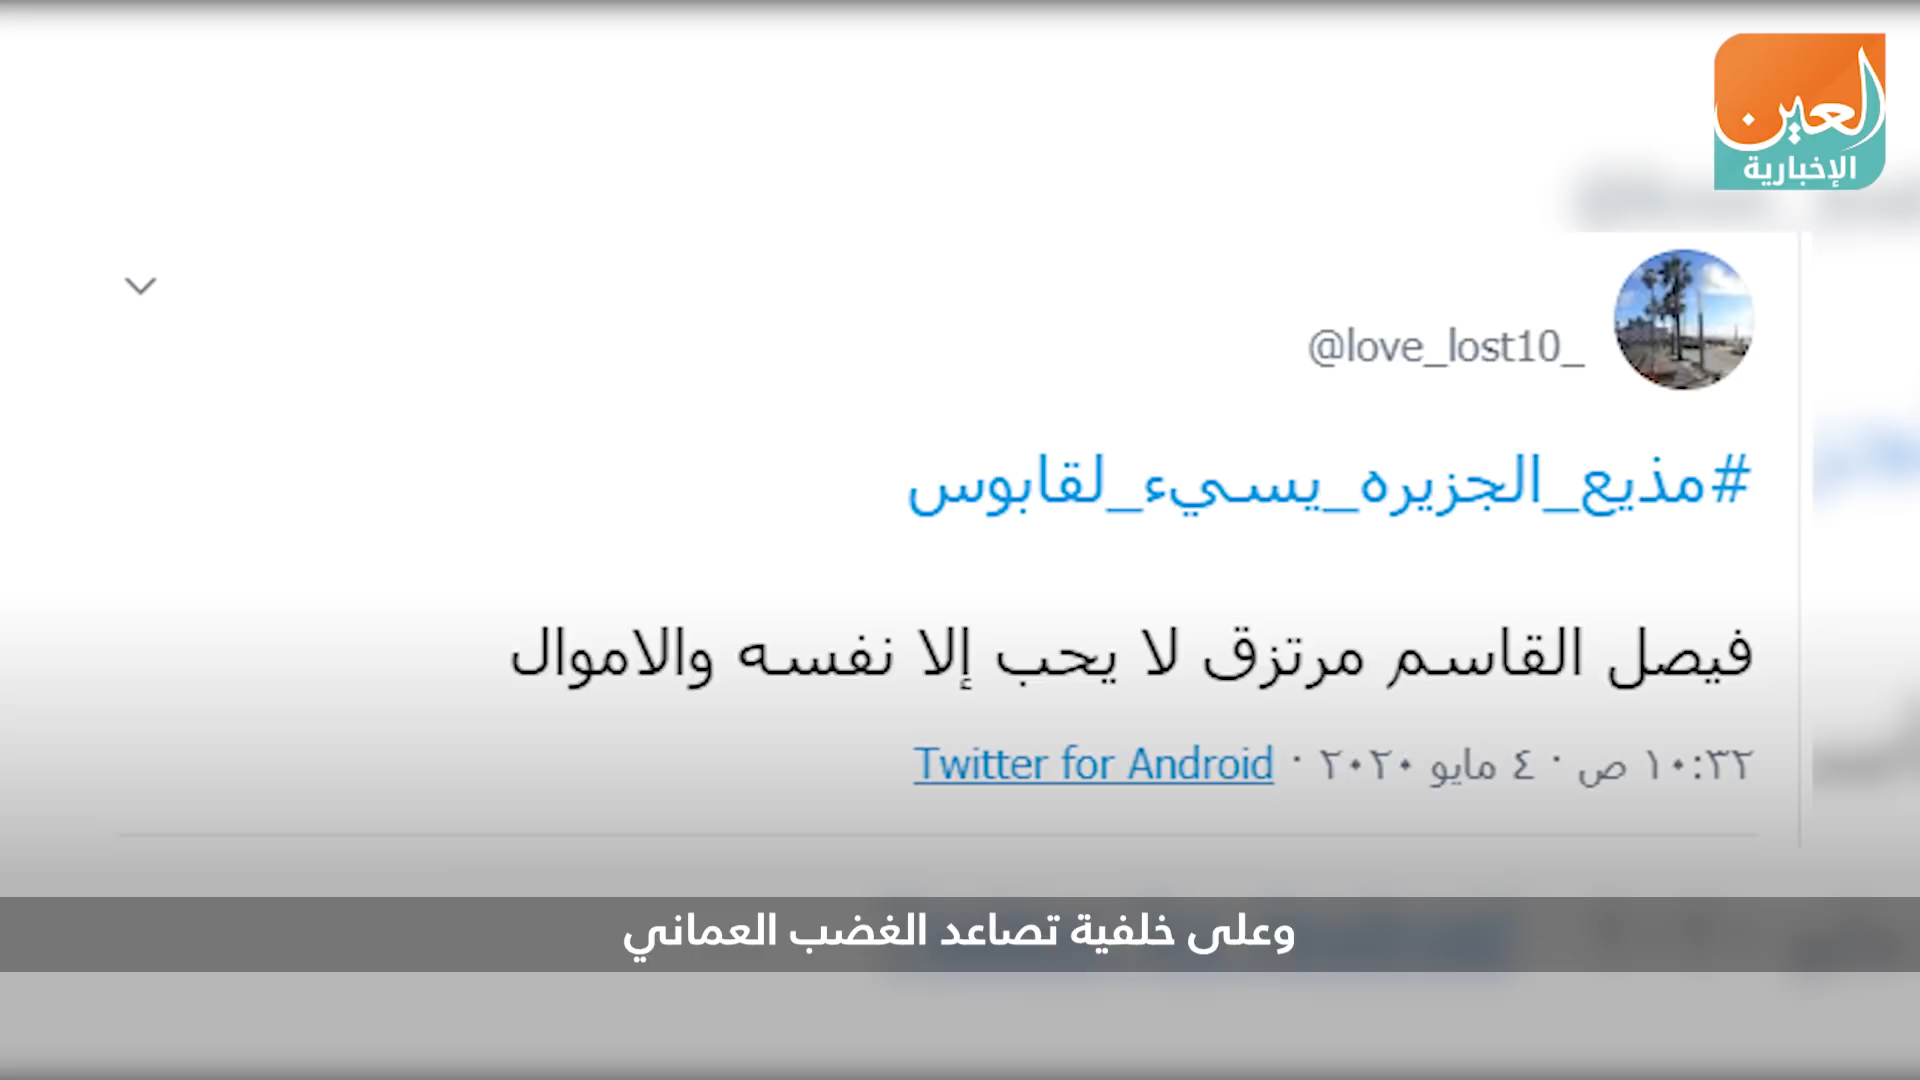 العين
الإخبارية
@love_lost10_
#مذيع_الجزيره_يسيء_لقابوس
فيصل القاسم مرتزق لا يحب إلا نفسه والاموال
١٠:٣٢ ص · ٤ مايو ٢٠٢٠ · Twitter for Android
وعلى خلفية تصاعد الغضب العماني